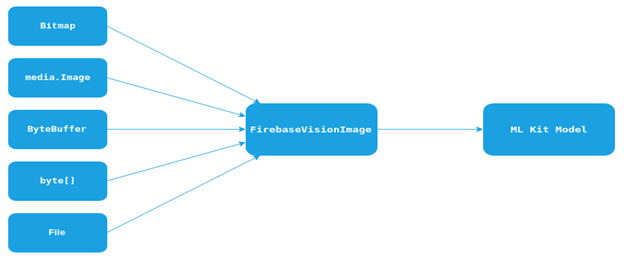 Bitmap
media.Image
ByteBuffer
byte[]
File
FirebaseVisionImage
ML Kit Model